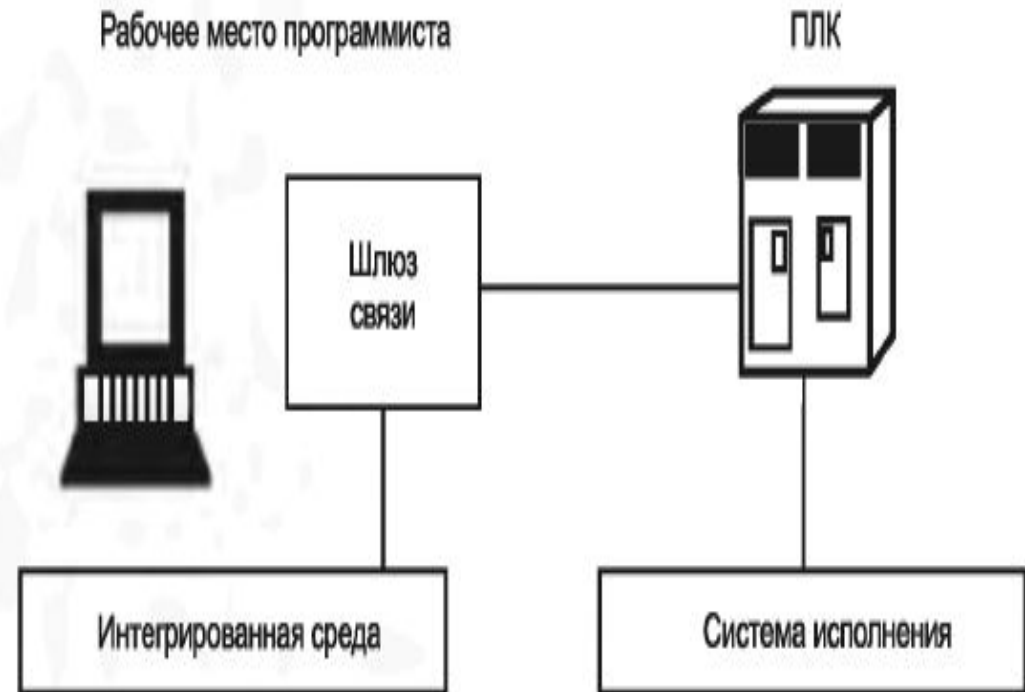 Рабочее место программиста
ПЛК
Шлюз
связи
Интегрированная среда
Система исполнения